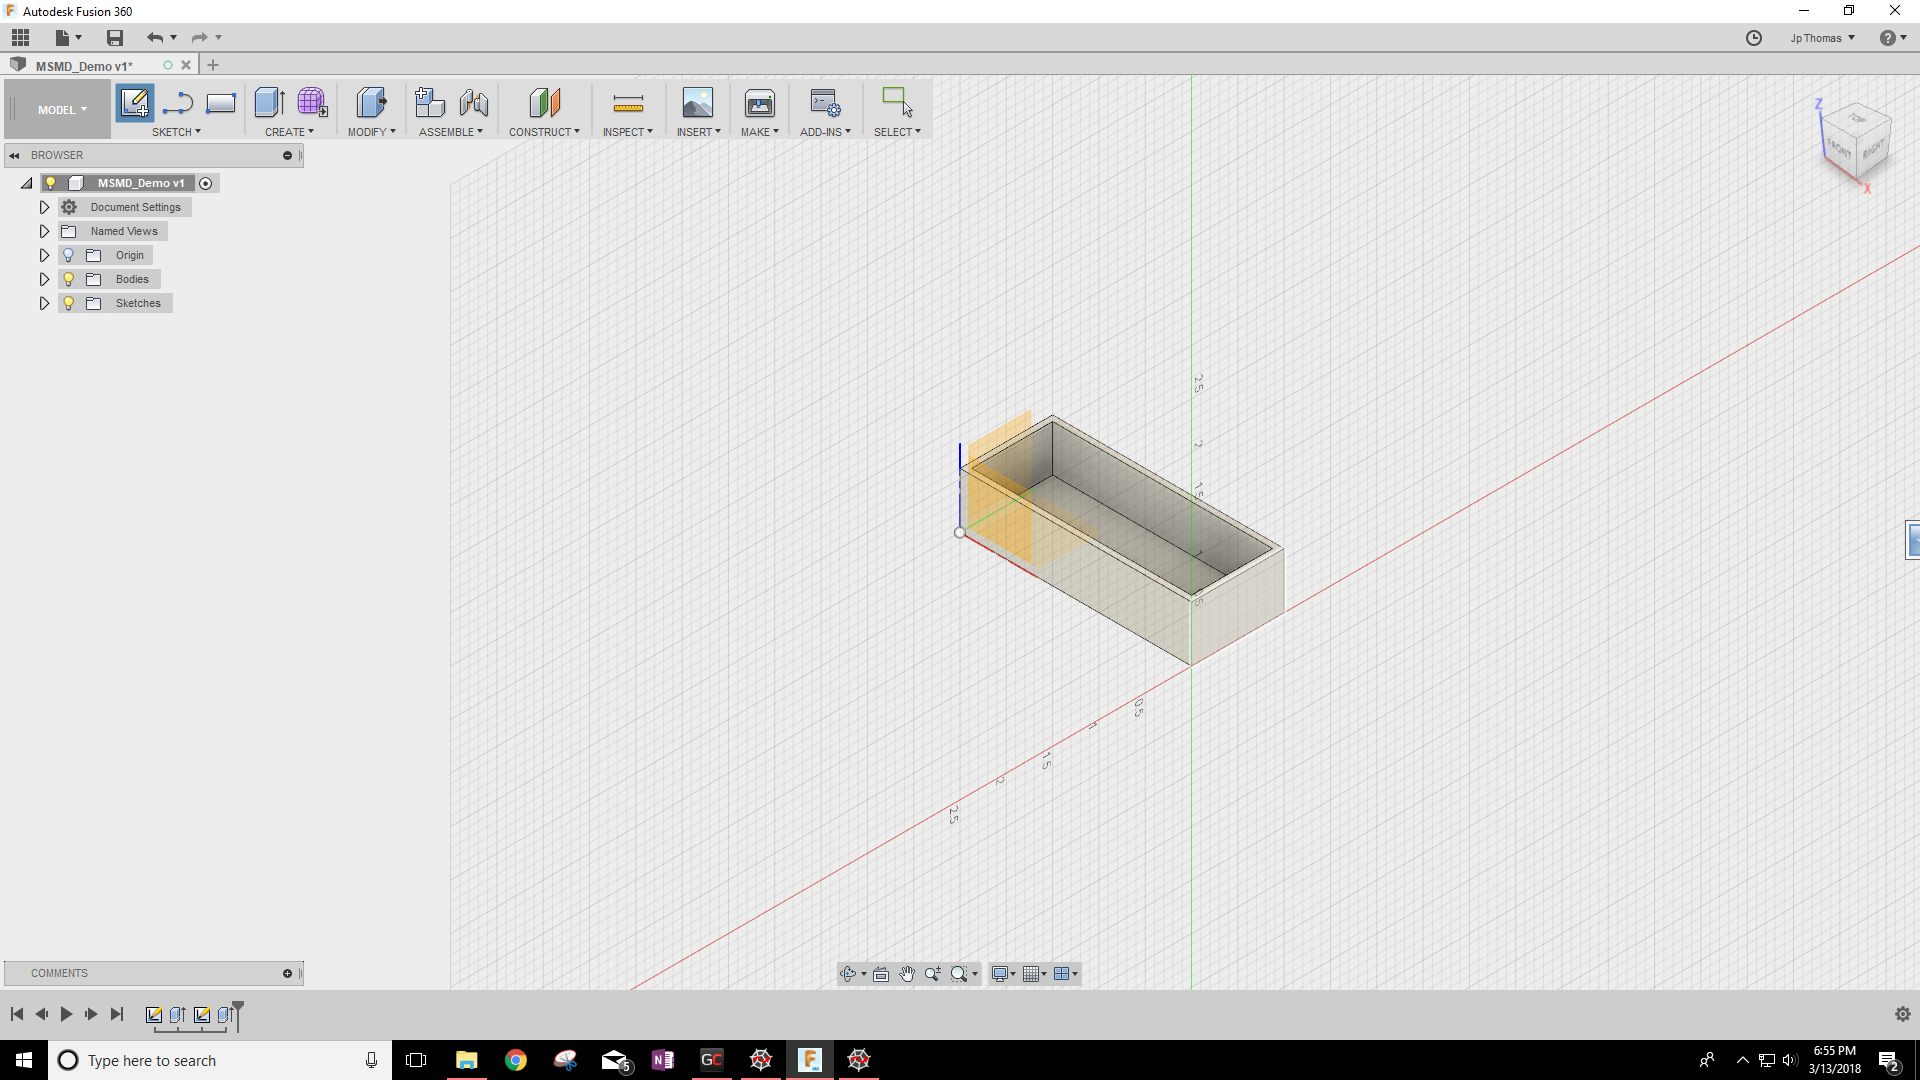 Autodesk Fusion 360
Jp Thomas
MSMD_Demo v1*
MODEL
SKETCH
CREATE
MODIFY
ASSEMBLE
CONSTRUCT
INSPECT
INSERT
MAKE
ADD-INS
SELECT
BROWSER
MSMD_Demo v1
Document Settings
Named Views
Origin
Bodies
Sketches
Z
TOP
FRONT
RIGHT
X
2.5
2
1.5
1
0.5
1
1.5
2
2.5
COMMENTS
Type here to search
5
N
GC
F
6:55 PM
3/13/2018
2